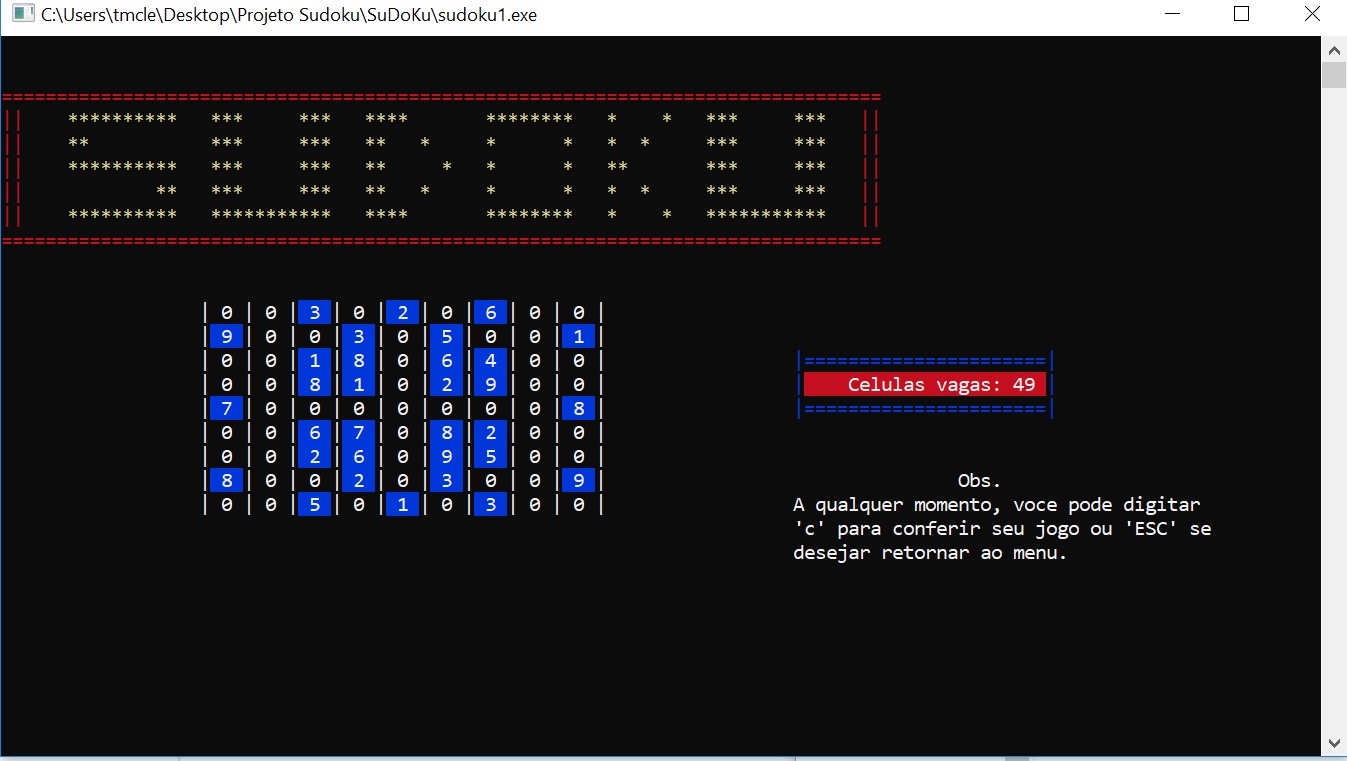 C:\Users\tmcle\Desktop\Projeto Sudoku\SuDoKu\sudoku1.exe
SUDOKU
| 0 | 0 | 3 | 0 | 2 | 0 | 6 | 0 | 0 |
| 9 | 0 | 0 | 3 | 0 | 5 | 0 | 0 | 1 |
| 0 | 0 | 1 | 8 | 0 | 6 | 4 | 0 | 0 |
| 0 | 0 | 8 | 1 | 0 | 2 | 9 | 0 | 0 |
| 7 | 0 | 0 | 0 | 0 | 0 | 0 | 0 | 8 |
| 0 | 0 | 6 | 7 | 0 | 8 | 2 | 0 | 0 |
| 0 | 0 | 2 | 6 | 0 | 9 | 5 | 0 | 0 |
| 8 | 0 | 0 | 2 | 0 | 3 | 0 | 0 | 9 |
| 0 | 0 | 5 | 0 | 1 | 0 | 3 | 0 | 0 |
Celulas vagas: 49
Obs.
A qualquer momento, voce pode digitar
'c' para conferir seu jogo ou 'ESC' se
desejar retornar ao menu.